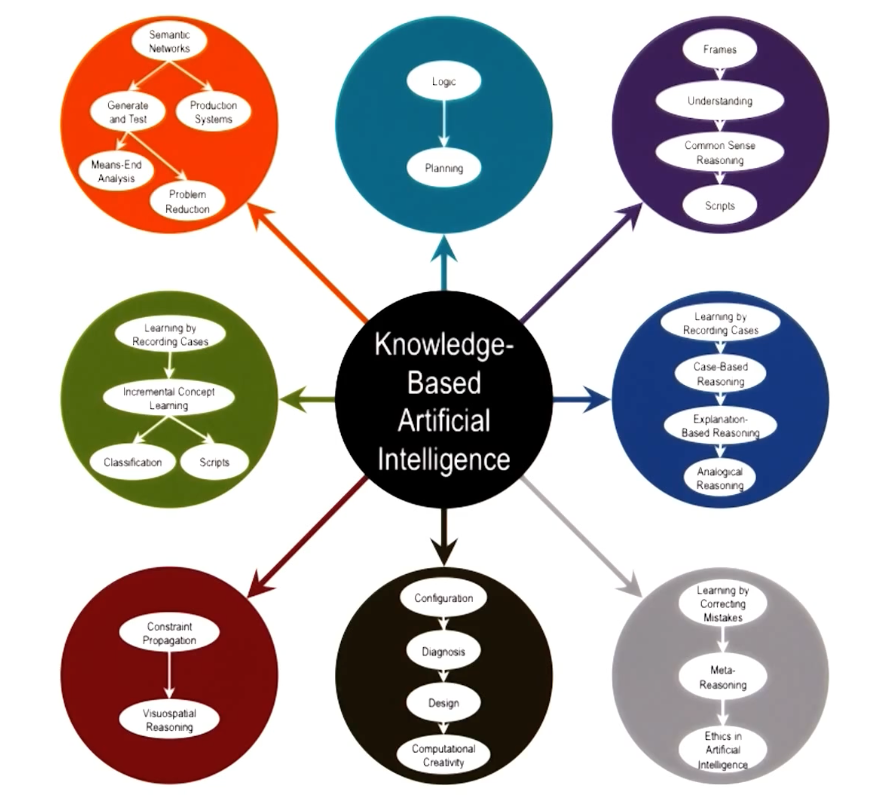 Semantic
Networks
Generate
and Test
Production
Systems
Means-End
Analysis
Problem
Reduction
Logic
Planning
Frames
Understanding
Common Sense
Reasoning
Scripts
Learning by
Recording Cases
Incremental Concept
Learning
Classification
Scripts
Knowledge-
Based
Artificial
Intelligence
Learning by
Recording Cases
Case-Based
Reasoning
Explanation-
Based Reasoning
Analogical
Reasoning
Constraint
Propagation
Visuospatial
Reasoning
Configuration
Diagnosis
Design
Computational
Creativity
Learning by
Correcting
Mistakes
Meta-
Reasoning
Ethics in
Artificial
Intelligence